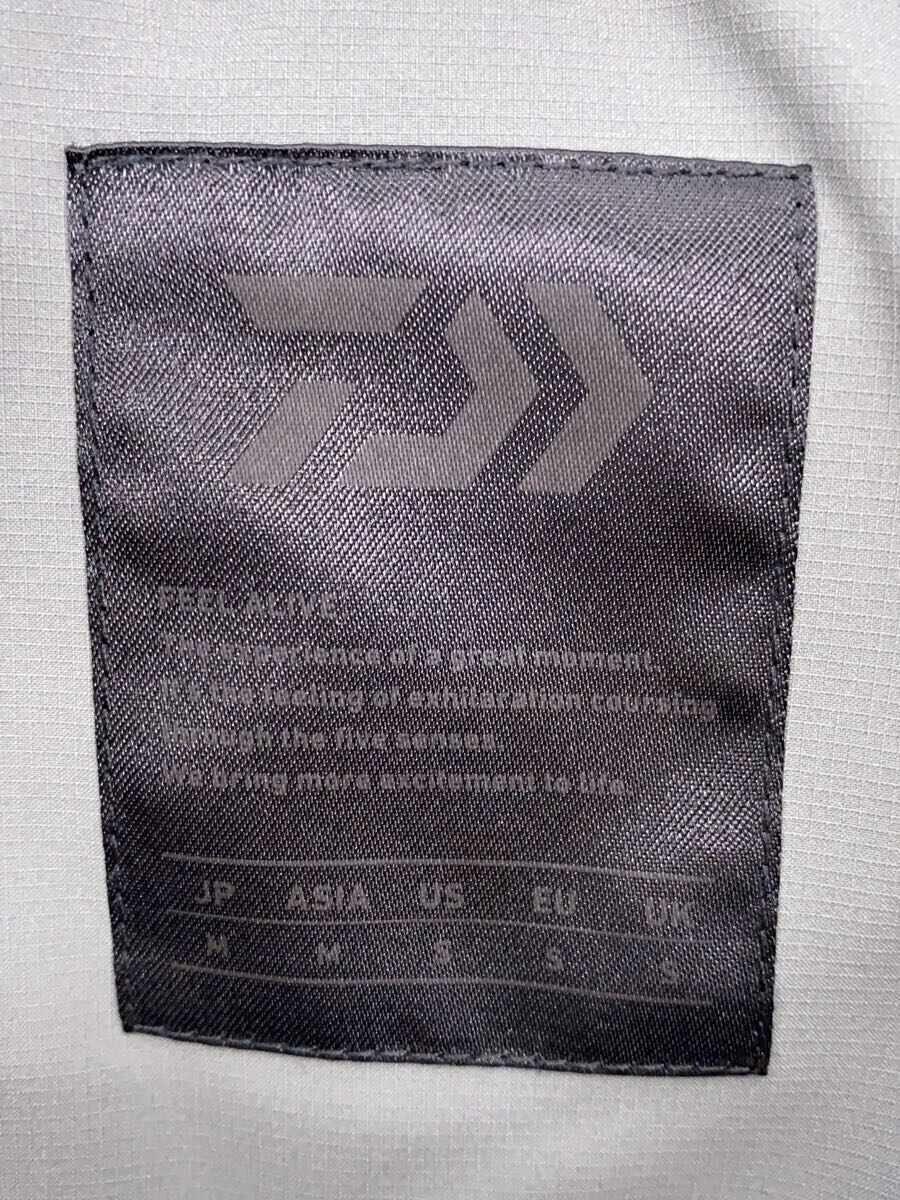 FEEL ALIVE.
The experience of a great moment.
It's the feeling of exhilaration coursing
through the five senses.
We bring more excitement to life.
JP ASIA US EU UK
M M S S S